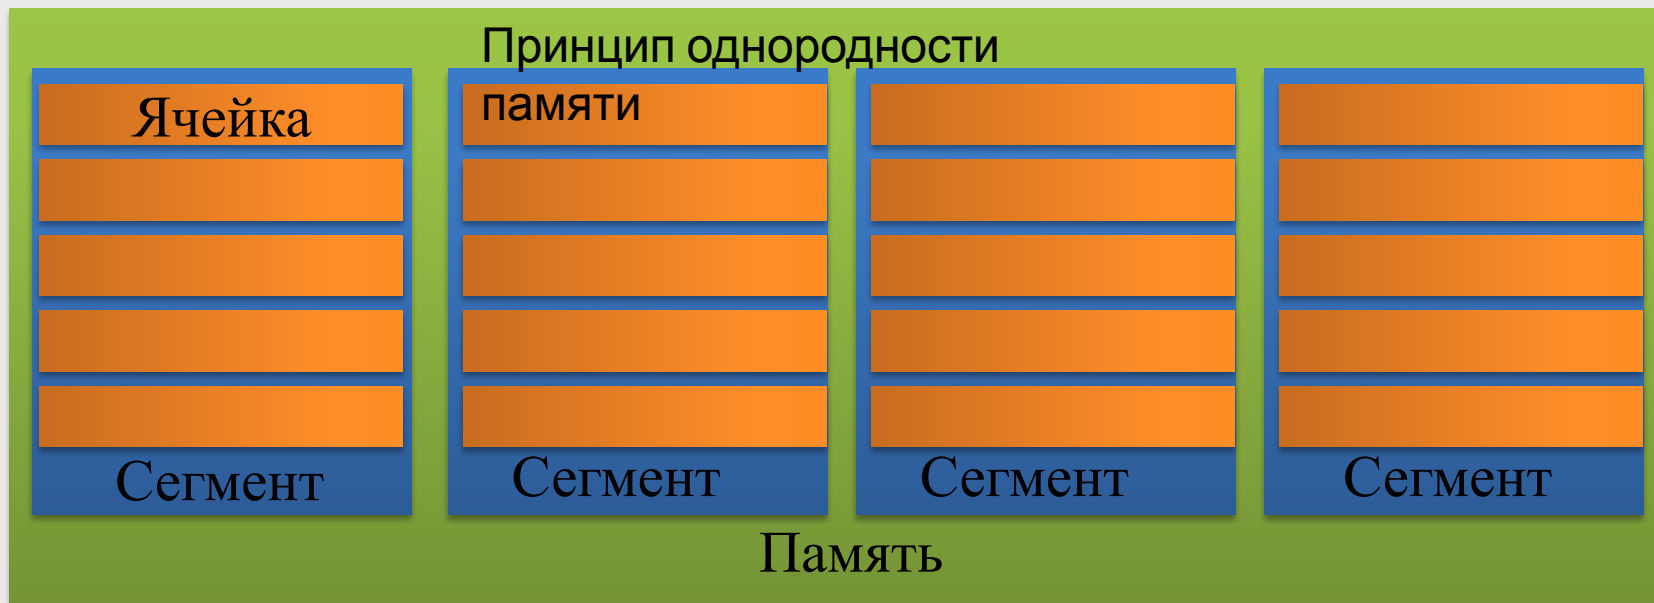 Принцип однородности
памяти
Ячейка
Сегмент
Сегмент
Сегмент
Сегмент
Память